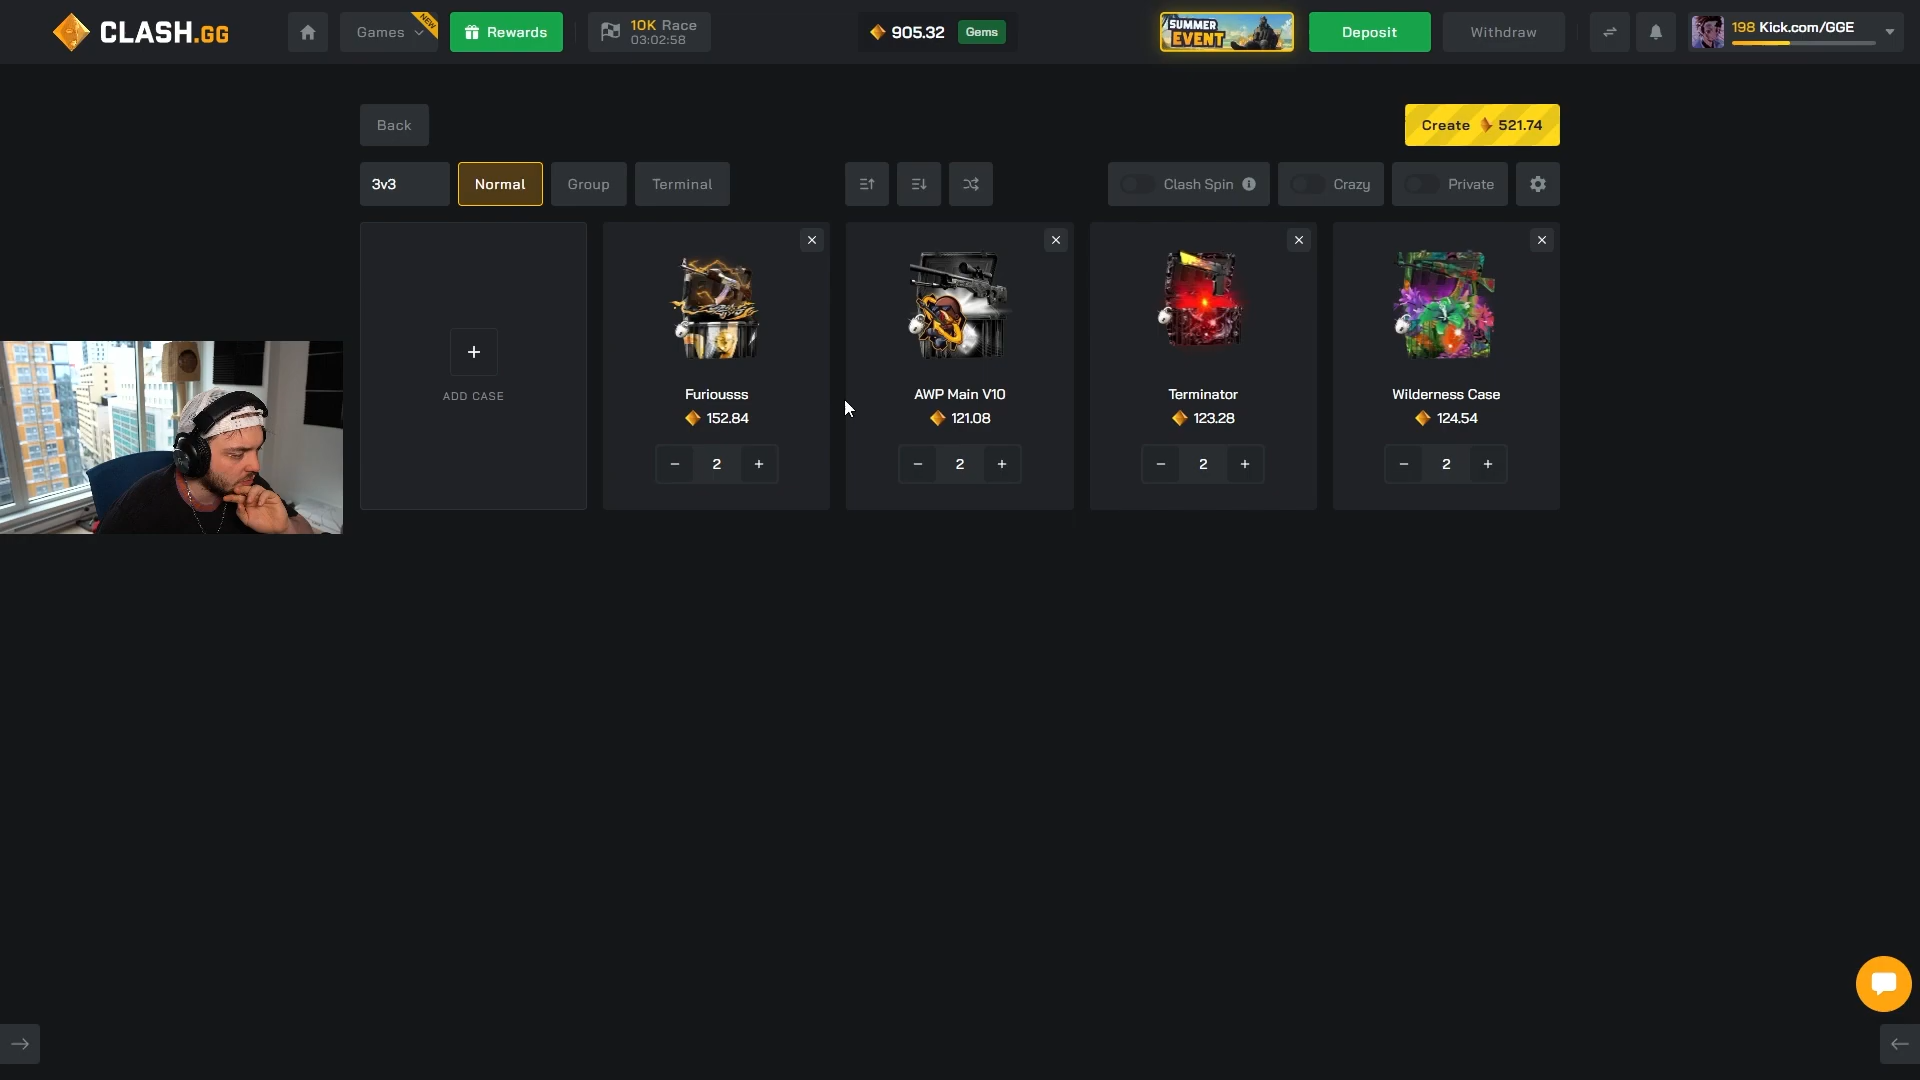 CLASH.GG
Games
NEW
Rewards
10K Race
03:02:58
905.32
Gems
SUMMER
EVENT
Deposit
Withdraw
198 Kick.com/GGE
Back
Create 521.74
3v3
Normal
Group
Terminal
Clash Spin
Crazy
Private
ADD CASE
Furiousss
152.84
2
AWP Main V10
121.08
2
Terminator
123.28
2
Wilderness Case
124.54
2